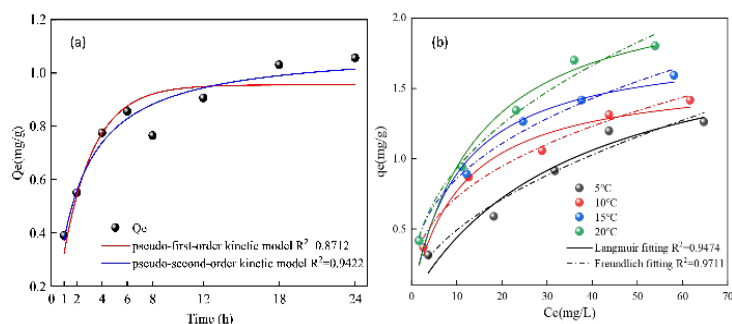 (a)
Qe(mg/g)
1.2
1.0
0.8
0.6
0.4
0.2
Qe
pseudo-first-order kinetic model R²=0.8712
pseudo-second-order kinetic model R²=0.9422
0 1 2 4 6 8 12 18 24
Time (h)
(b)
qe(mg/g)
2.0
1.5
1.0
0.5
5°C
10°C
15°C
20°C
Langmuir fitting R²=0.9474
Freundlich fitting R²=0.9711
0 10 20 30 40 50 60 70
Ce(mg/L)